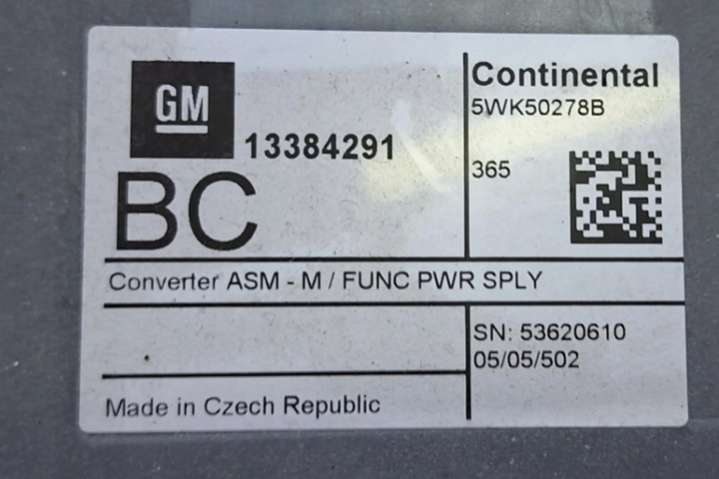 GM
13384291
BC
Continental
5WK50278B
365
Converter ASM - M / FUNC PWR SPLY
SN: 53620610
05/05/502
Made in Czech Republic